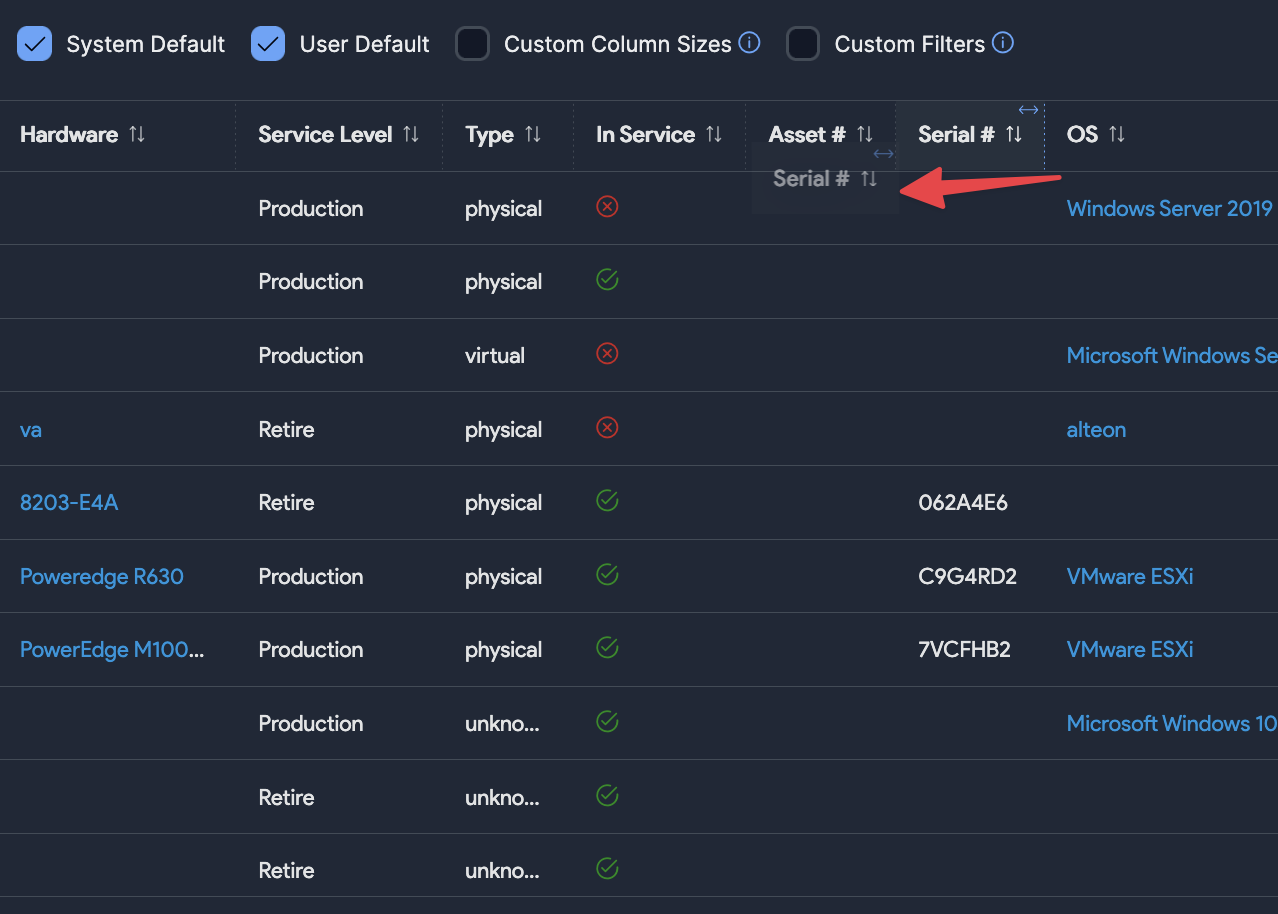 System Default User Default Custom Column Sizes Custom Filters
Hardware Service Level Type In Service Asset # Serial # OS
Serial #
Production physical Windows Server 2019
Production physical
Production virtual Microsoft Windows Se
va Retire physical alteon
8203-E4A Retire physical 062A4E6
Poweredge R630 Production physical C9G4RD2 VMware ESXi
PowerEdge M100... Production physical 7VCFHB2 VMware ESXi
Production unkno... Microsoft Windows 10
Retire unkno...
Retire unkno...